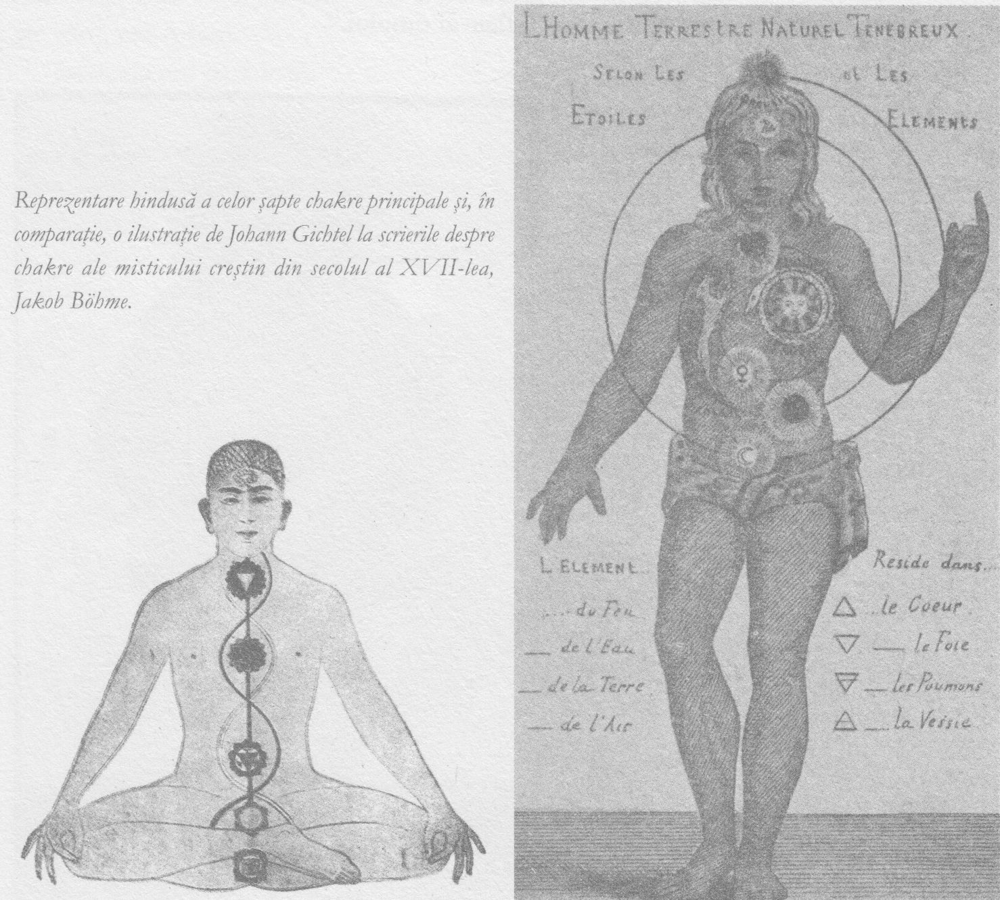 Reprezentare hindusă a celor şapte chakre principale şi, în
comparaţie, o ilustraţie de Johann Gichtel la scrierile despre
chakre ale misticului creştin din secolul al XVII-lea,
Jakob Böhme.
LHOMME TERRESTRE NATUREL TENEBREUX.
SELON LES et LES
ETOILES ELEMENTS
L'ELEMENT... Reside dans...
....du Feu ..le Coeur.
— de l'Eau — le Foie
— de la Terre — les Poumons
— de l'Air — la Vessie